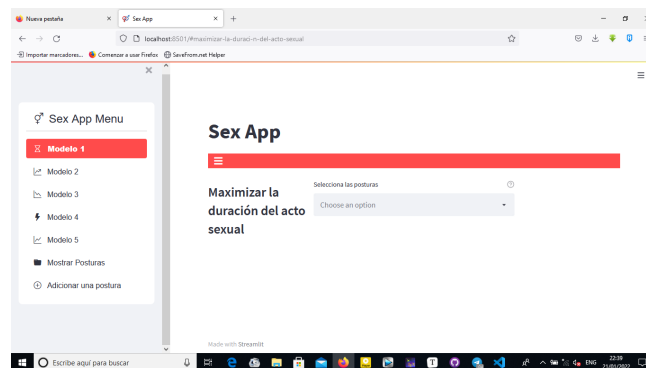 Nueva pestaña
Sex App
localhost:8501/#maximizar-la-duraci-n-del-acto-sexual
Importar marcadores...
Comenzar a usar Firefox
SaveFrom.net Helper
Sex App Menu
Modelo 1
Modelo 2
Modelo 3
Modelo 4
Modelo 5
Mostrar Posturas
Adicionar una postura
Sex App
Maximizar la
duración del acto
sexual
Selecciona las posturas
Choose an option
Made with Streamlit
Escribe aquí para buscar
ENG
22:39
21/01/2022